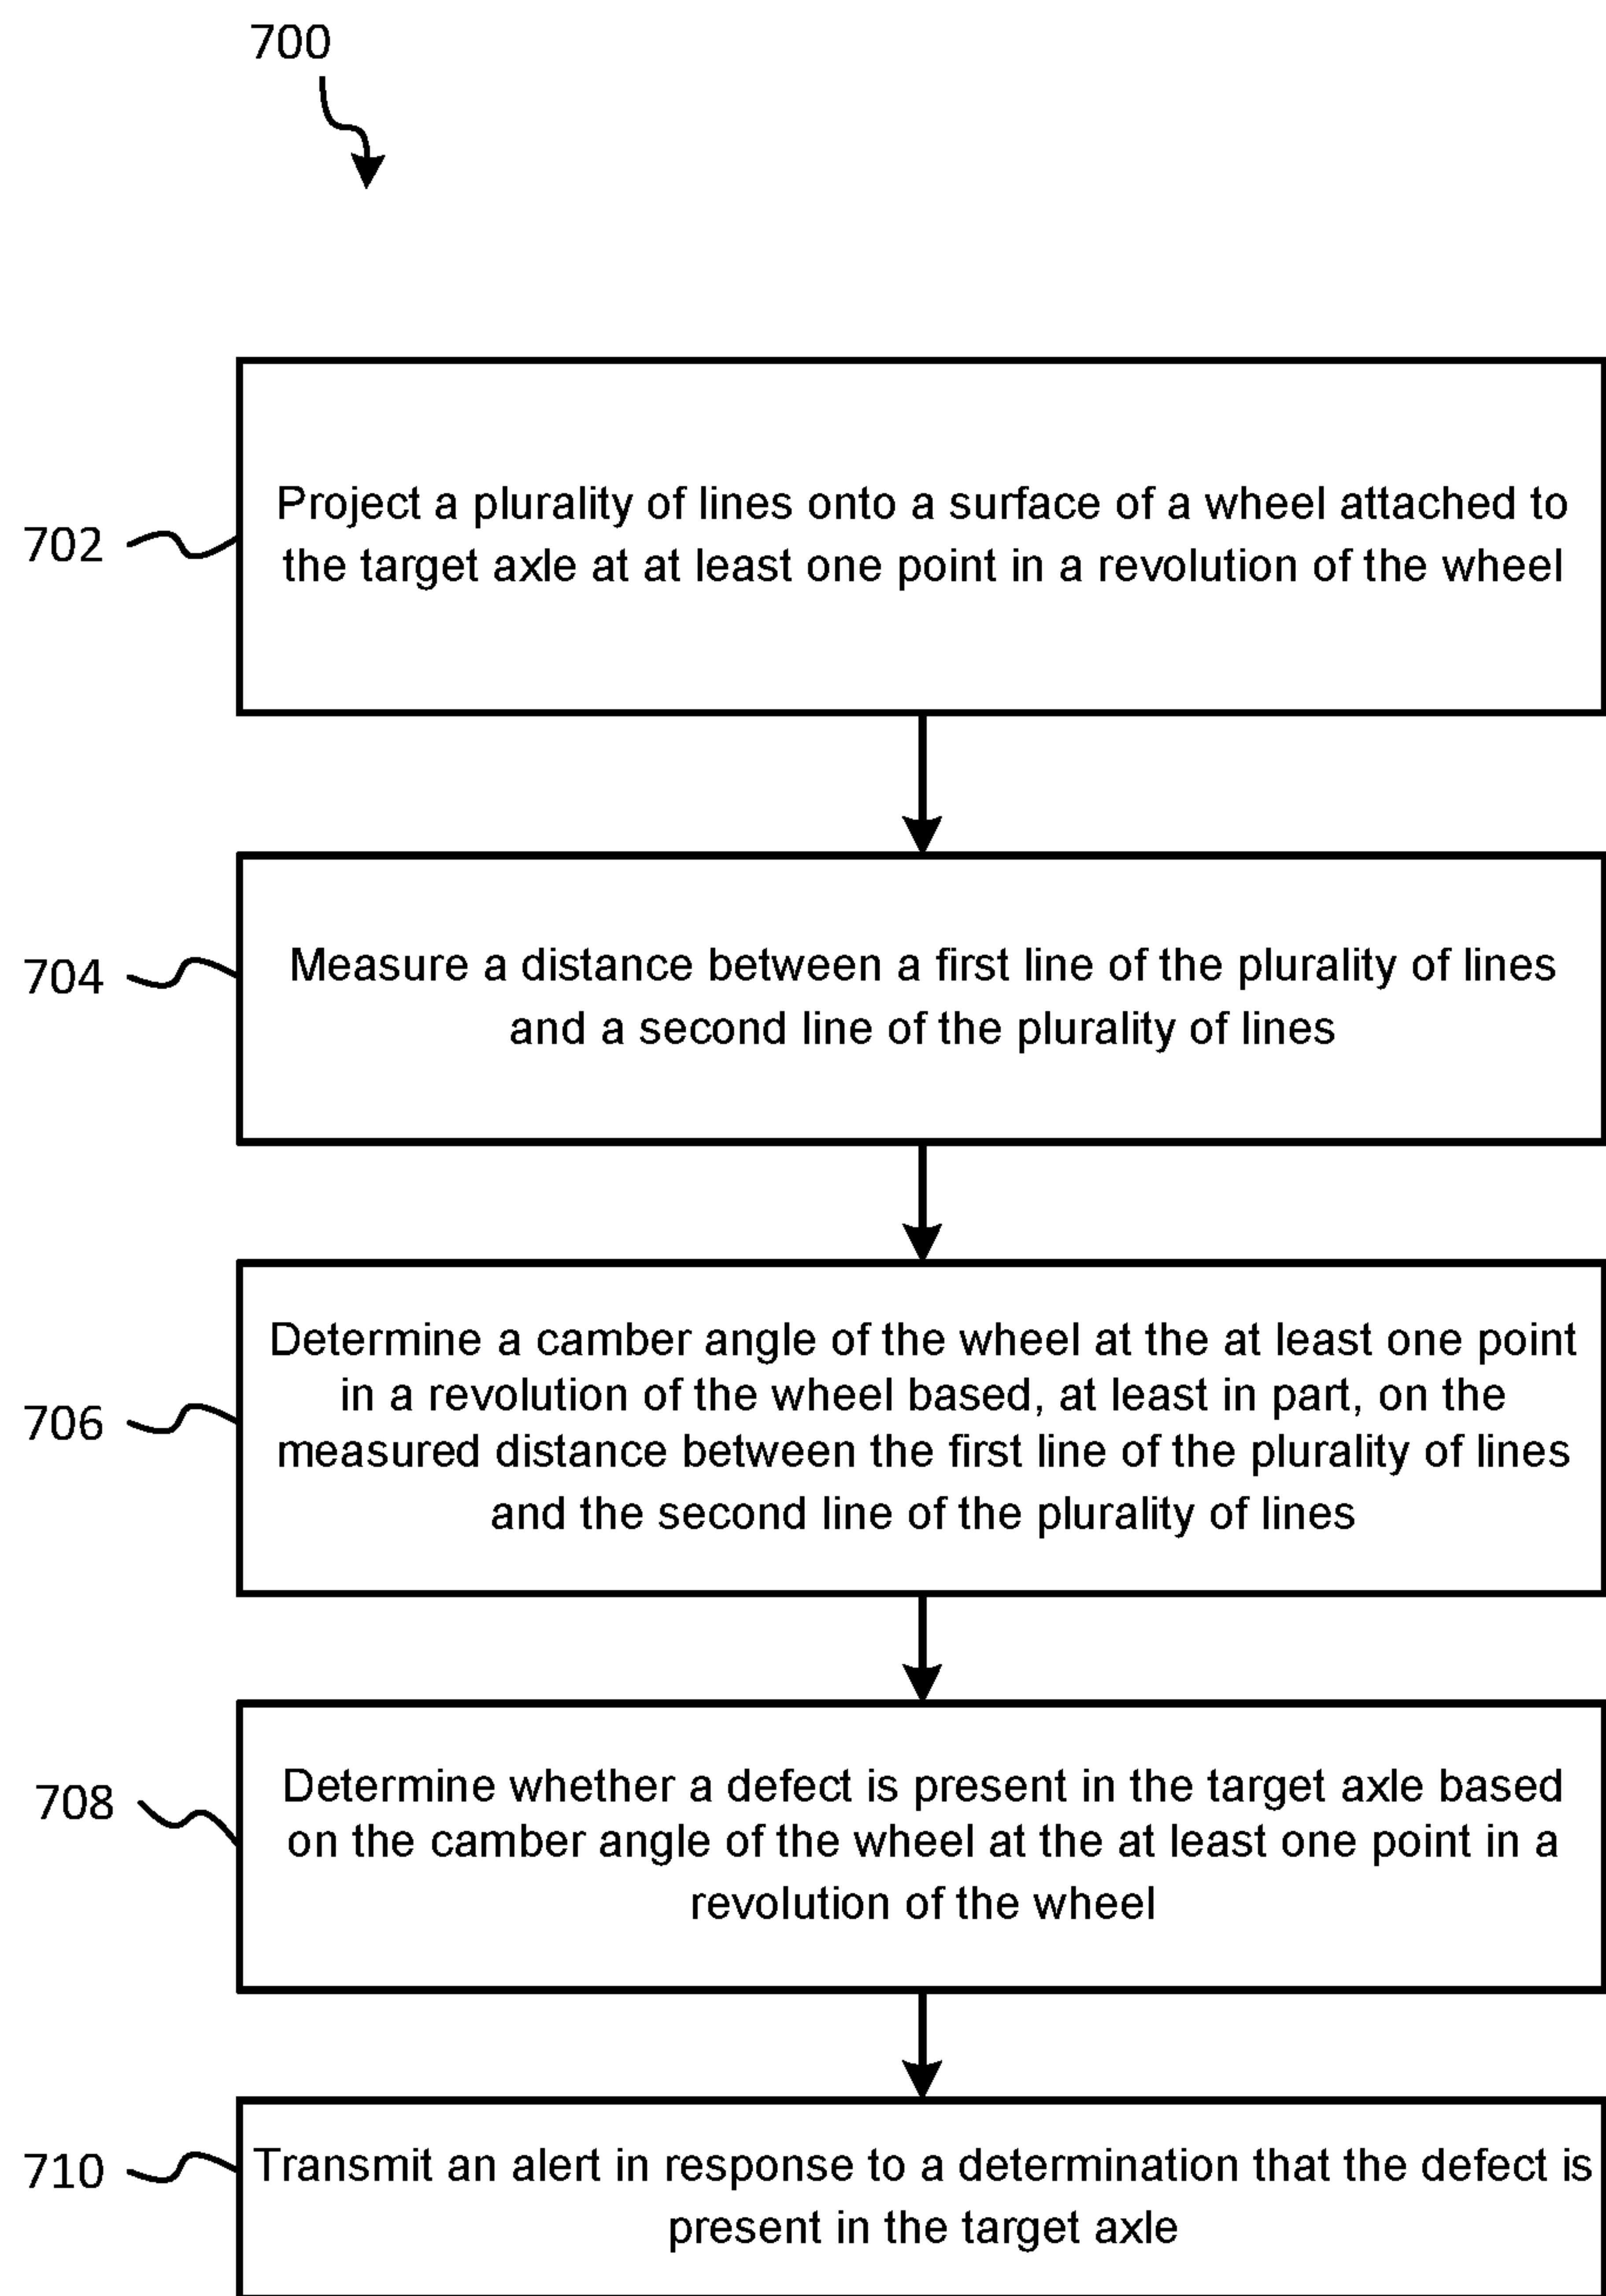 700
702
Project a plurality of lines onto a surface of a wheel attached to
the target axle at at least one point in a revolution of the wheel
704
Measure a distance between a first line of the plurality of lines
and a second line of the plurality of lines
706
Determine a camber angle of the wheel at the at least one point
in a revolution of the wheel based, at least in part, on the
measured distance between the first line of the plurality of lines
and the second line of the plurality of lines
708
Determine whether a defect is present in the target axle based
on the camber angle of the wheel at the at least one point in a
revolution of the wheel
710
Transmit an alert in response to a determination that the defect is
present in the target axle